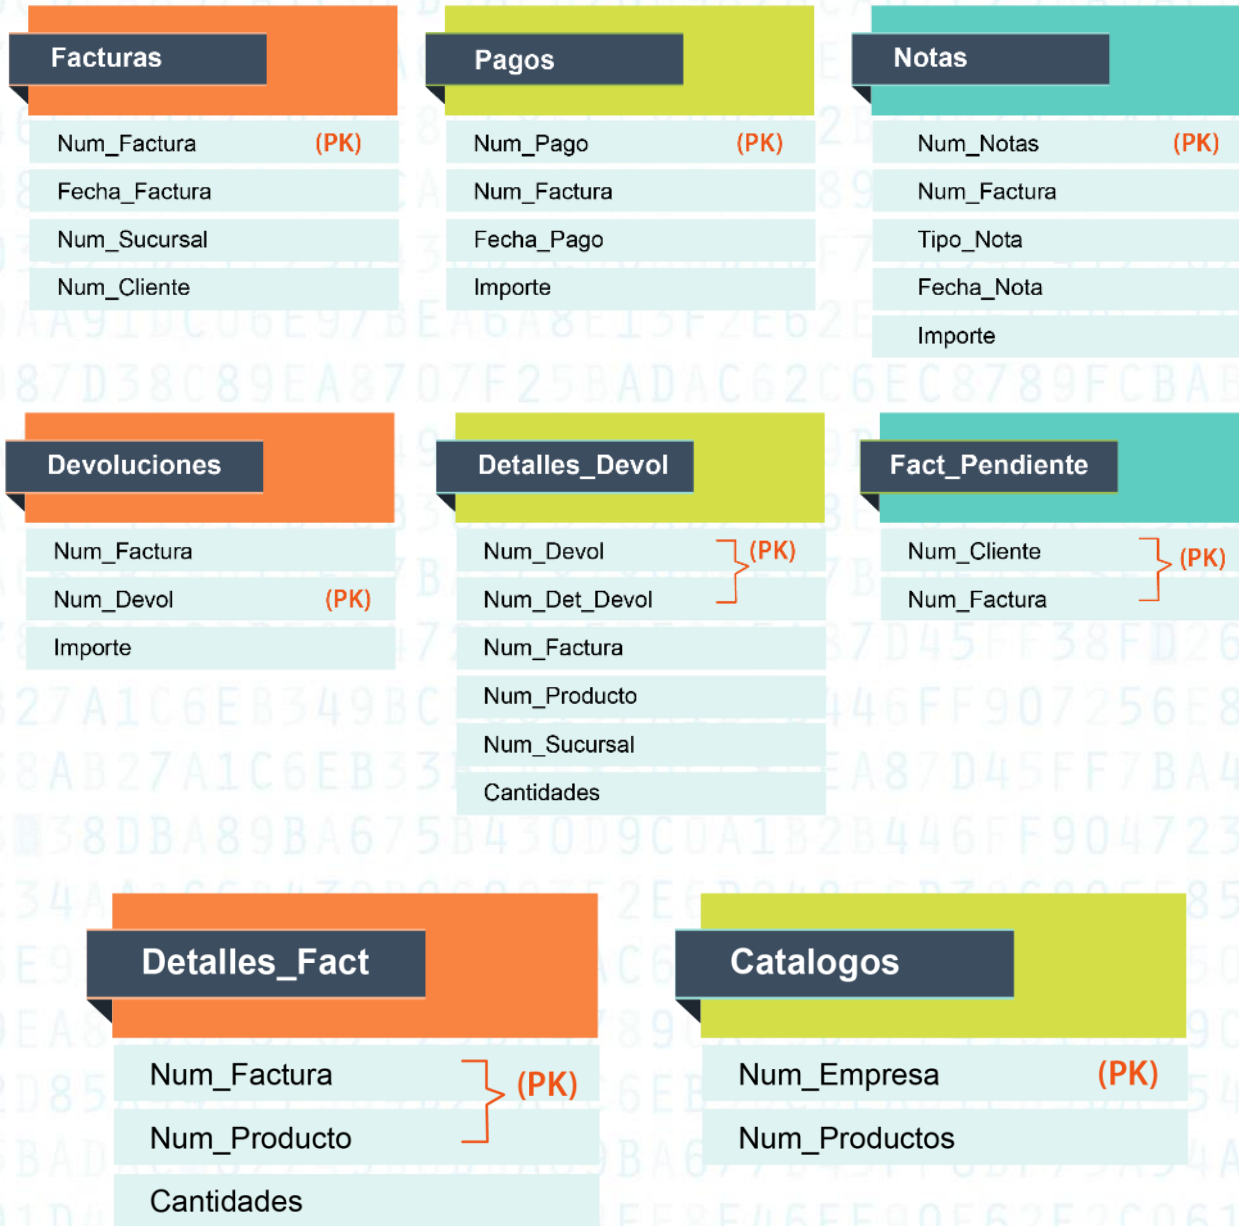 Facturas
Num_Factura (PK)
Fecha_Factura
Num_Sucursal
Num_Cliente
Pagos
Num_Pago (PK)
Num_Factura
Fecha_Pago
Importe
Notas
Num_Notas (PK)
Num_Factura
Tipo_Nota
Fecha_Nota
Importe
Devoluciones
Num_Factura
Num_Devol (PK)
Importe
Detalles_Devol
Num_Devol (PK)
Num_Det_Devol
Num_Factura
Num_Producto
Num_Sucursal
Cantidades
Fact_Pendiente
Num_Cliente (PK)
Num_Factura
Detalles_Fact
Num_Factura (PK)
Num_Producto
Cantidades
Catalogos
Num_Empresa (PK)
Num_Productos